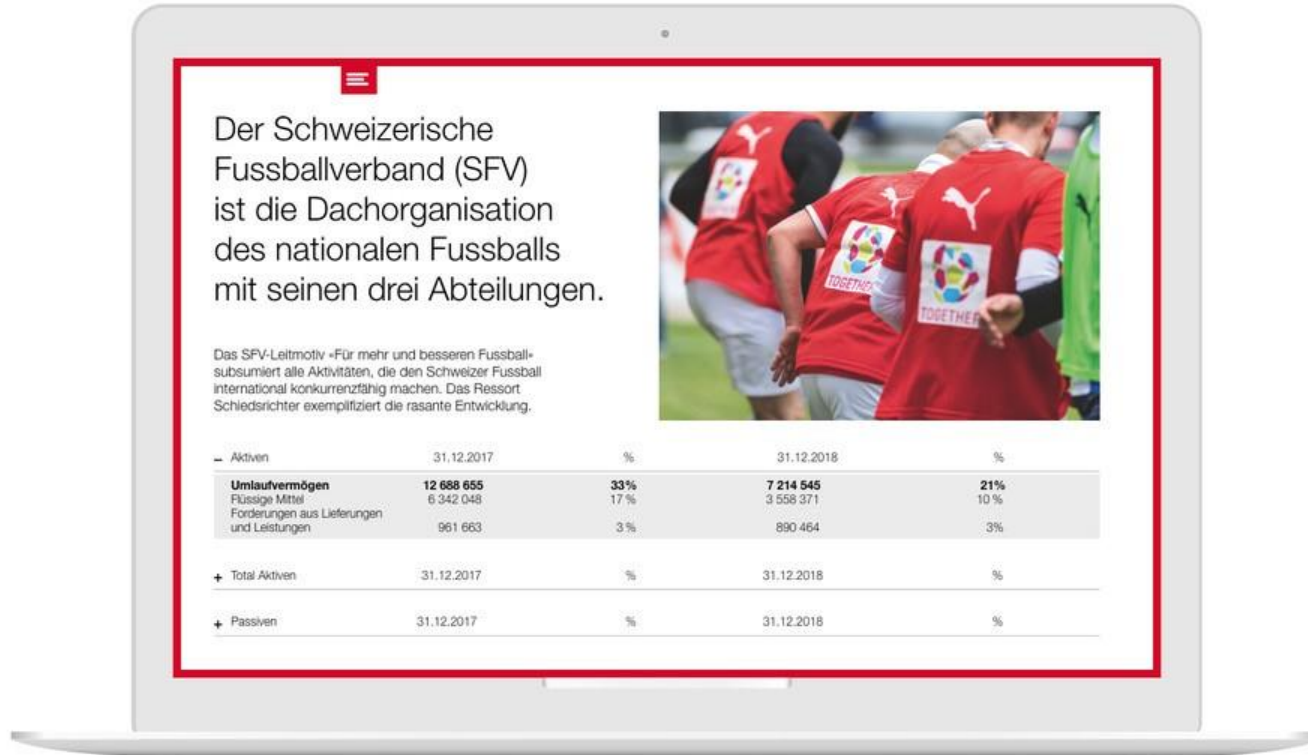 Der Schweizerische
Fussballverband (SFV)
ist die Dachorganisation
des nationalen Fussballs
mit seinen drei Abteilungen.
TOGETHER
TOGETHER
Das SFV-Leitmotiv «Für mehr und besseren Fussball»
subsumiert alle Aktivitäten, die den Schweizer Fussball
international konkurrenzfähig machen. Das Ressort
Schiedsrichter exemplifiziert die rasante Entwicklung.
– Aktiven 31.12.2017 % 31.12.2018 %
Umlaufvermögen 12 688 655 33% 7 214 545 21%
Flüssige Mittel 6 342 048 17 % 3 558 371 10 %
Forderungen aus Lieferungen
und Leistungen 961 663 3 % 890 464 3%
+ Total Aktiven 31.12.2017 % 31.12.2018 %
+ Passiven 31.12.2017 % 31.12.2018 %